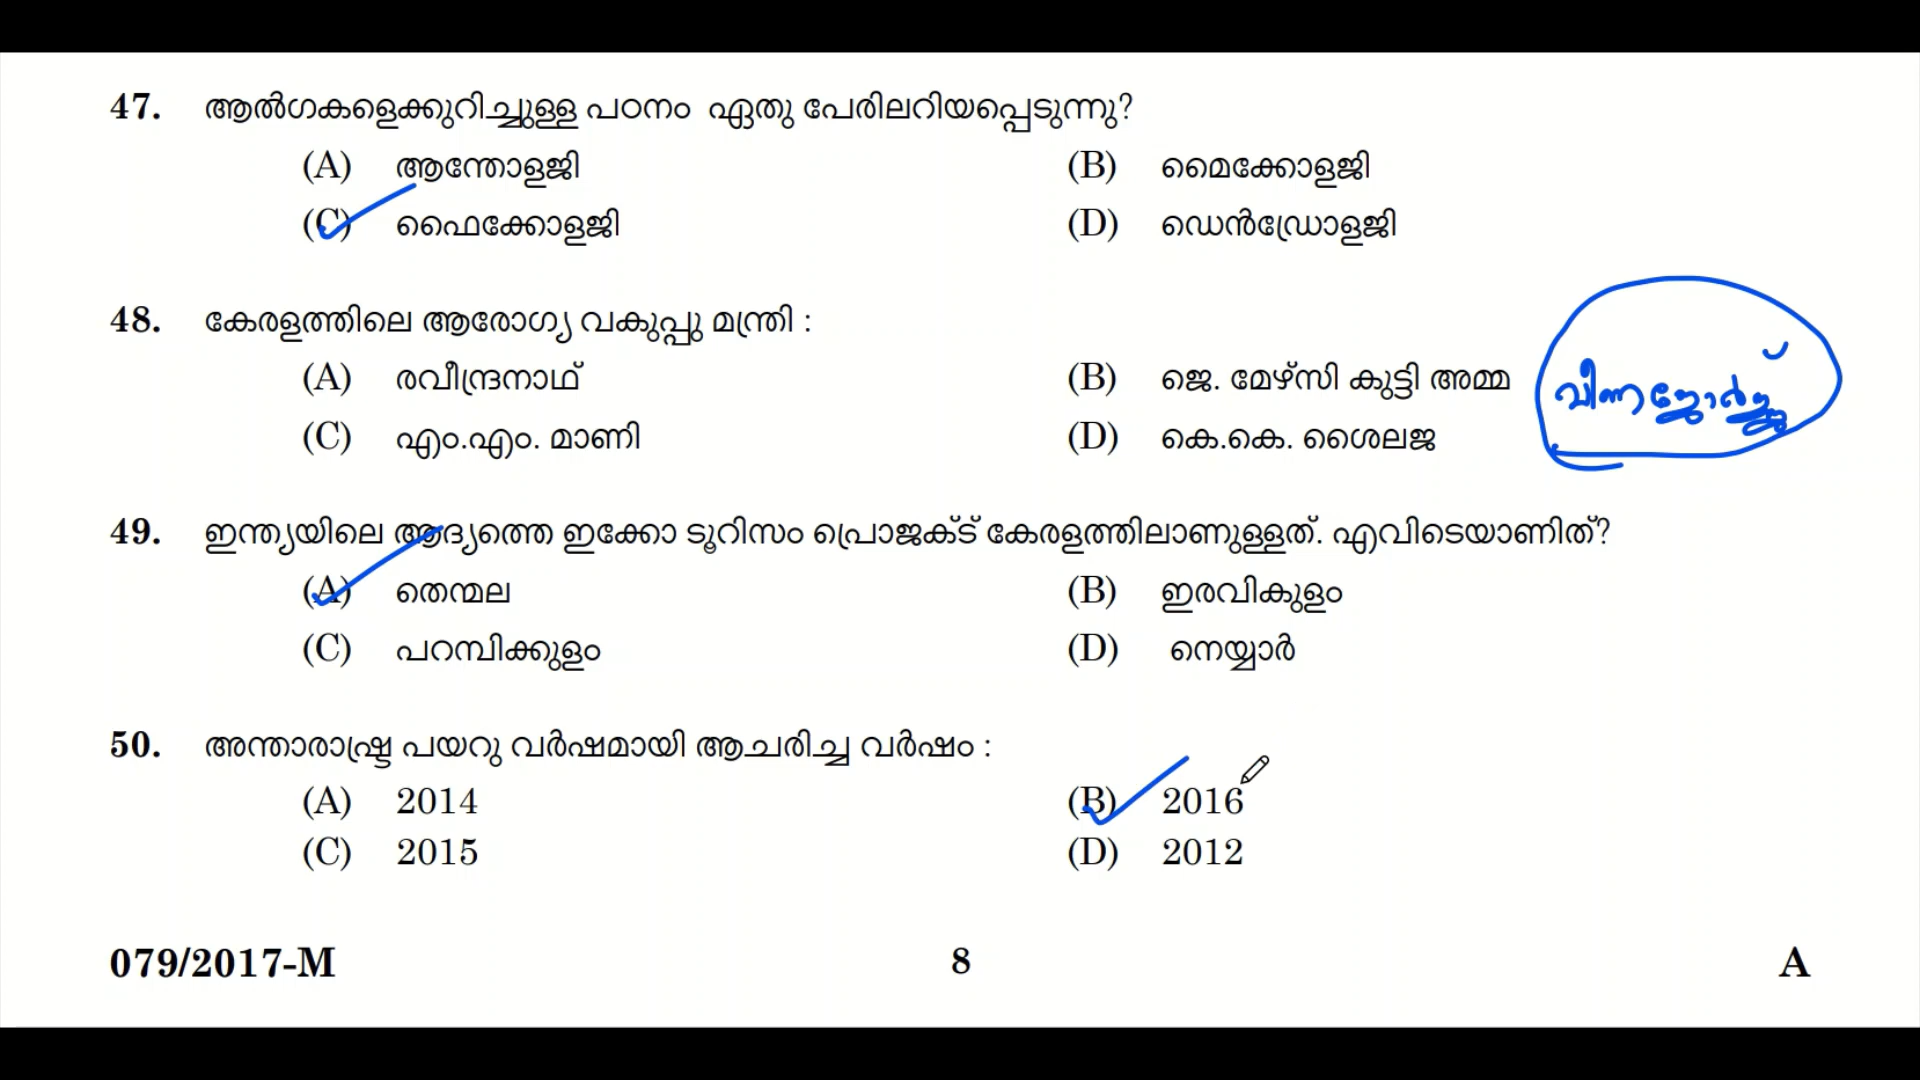 47. ആൽഗകളെക്കുറിച്ചുള്ള പഠനം ഏതു പേരിലറിയപ്പെടുന്നു?
(A) ആന്തോളജി (B) മൈക്കോളജി
(C) ഫൈക്കോളജി (D) ഡെൻഡ്രോളജി
48. കേരളത്തിലെ ആരോഗ്യ വകുപ്പു മന്ത്രി :
(A) രവീന്ദ്രനാഥ് (B) ജെ. മേഴ്സി കുട്ടി അമ്മ
വീണജോർജ്ജ്
(C) എം.എം. മാണി (D) കെ.കെ. ശൈലജ
49. ഇന്ത്യയിലെ ആദ്യത്തെ ഇക്കോ ടൂറിസം പ്രൊജക്ട് കേരളത്തിലാണുള്ളത്. എവിടെയാണിത്?
(A) തെന്മല (B) ഇരവികുളം
(C) പറമ്പിക്കുളം (D) നെയ്യാർ
50. അന്താരാഷ്ട്ര പയറു വർഷമായി ആചരിച്ച വർഷം :
(A) 2014 (B) 2016
(C) 2015 (D) 2012
079/2017-M 8 A